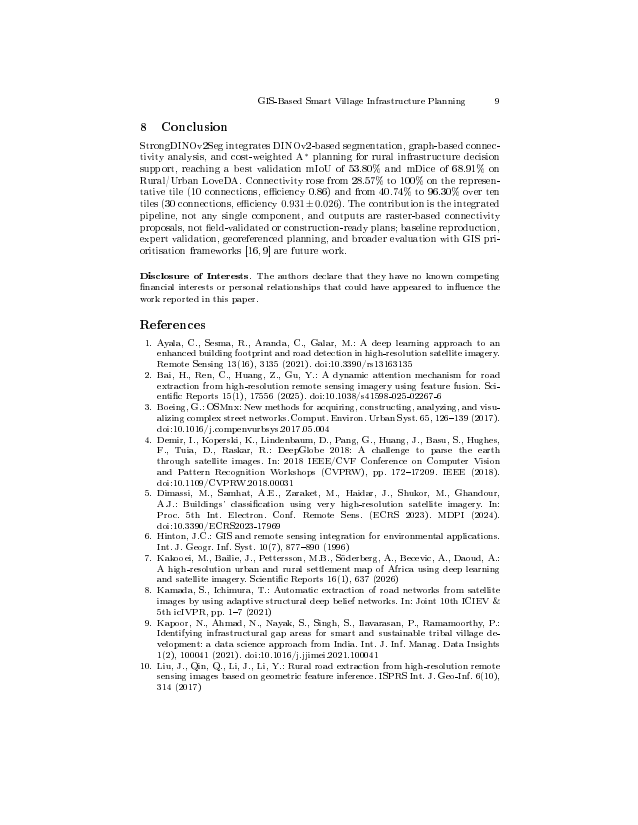 GIS-Based Smart Village Infrastructure Planning 9
8 Conclusion
StrongDINOv2Seg integrates DINOv2-based segmentation, graph-based connec-
tivity analysis, and cost-weighted A* planning for rural infrastructure decision
support, reaching a best validation mIoU of 53.80% and mDice of 68.91% on
Rural/Urban LoveDA. Connectivity rose from 28.57% to 100% on the represen-
tative tile (10 connections, efficiency 0.86) and from 40.74% to 96.30% over ten
tiles (30 connections, efficiency 0.931±0.026). The contribution is the integrated
pipeline, not any single component, and outputs are raster-based connectivity
proposals, not field-validated or construction-ready plans; baseline reproduction,
expert validation, georeferenced planning, and broader evaluation with GIS pri-
oritisation frameworks [16,9] are future work.
Disclosure of Interests. The authors declare that they have no known competing
financial interests or personal relationships that could have appeared to influence the
work reported in this paper.
References
1. Ayala, C., Sesma, R., Aranda, C., Galar, M.: A deep learning approach to an
enhanced building footprint and road detection in high-resolution satellite imagery.
Remote Sensing 13(16), 3135 (2021). doi:10.3390/rs13163135
2. Bai, H., Ren, C., Huang, Z., Gu, Y.: A dynamic attention mechanism for road
extraction from high-resolution remote sensing imagery using feature fusion. Sci-
entific Reports 15(1), 17556 (2025). doi:10.1038/s41598-025-02267-6
3. Boeing, G.: OSMnx: New methods for acquiring, constructing, analyzing, and visu-
alizing complex street networks. Comput. Environ. Urban Syst. 65, 126–139 (2017).
doi:10.1016/j.compenvurbsys.2017.05.004
4. Demir, I., Koperski, K., Lindenbaum, D., Pang, G., Huang, J., Basu, S., Hughes,
F., Tuia, D., Raskar, R.: DeepGlobe 2018: A challenge to parse the earth
through satellite images. In: 2018 IEEE/CVF Conference on Computer Vision
and Pattern Recognition Workshops (CVPRW), pp. 172–17209. IEEE (2018).
doi:10.1109/CVPRW.2018.00031
5. Dimassi, M., Samhat, A.E., Zaraket, M., Haidar, J., Shukor, M., Ghandour,
A.J.: Buildings' classification using very high-resolution satellite imagery. In:
Proc. 5th Int. Electron. Conf. Remote Sens. (ECRS 2023). MDPI (2024).
doi:10.3390/ECRS2023-17969
6. Hinton, J.C.: GIS and remote sensing integration for environmental applications.
Int. J. Geogr. Inf. Syst. 10(7), 877–890 (1996)
7. Kakooei, M., Bailie, J., Pettersson, M.B., Söderberg, A., Becevic, A., Daoud, A.:
A high-resolution urban and rural settlement map of Africa using deep learning
and satellite imagery. Scientific Reports 16(1), 637 (2026)
8. Kamada, S., Ichimura, T.: Automatic extraction of road networks from satellite
images by using adaptive structural deep belief networks. In: Joint 10th ICIEV &
5th icIVPR, pp. 1–7 (2021)
9. Kapoor, N., Ahmad, N., Nayak, S., Singh, S., Ilavarasan, P., Ramamoorthy, P.:
Identifying infrastructural gap areas for smart and sustainable tribal village de-
velopment: a data science approach from India. Int. J. Inf. Manag. Data Insights
1(2), 100041 (2021). doi:10.1016/j.jjimei.2021.100041
10. Liu, J., Qin, Q., Li, J., Li, Y.: Rural road extraction from high-resolution remote
sensing images based on geometric feature inference. ISPRS Int. J. Geo-Inf. 6(10),
314 (2017)